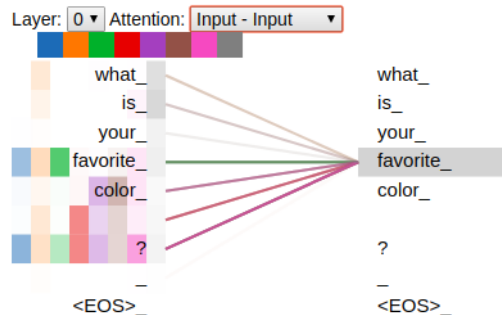 Layer: 0 Attention: Input - Input
what_ what_
is_ is_
your_ your_
favorite_ favorite_
color_ color_
? ?
_ _
<EOS>_ <EOS>_